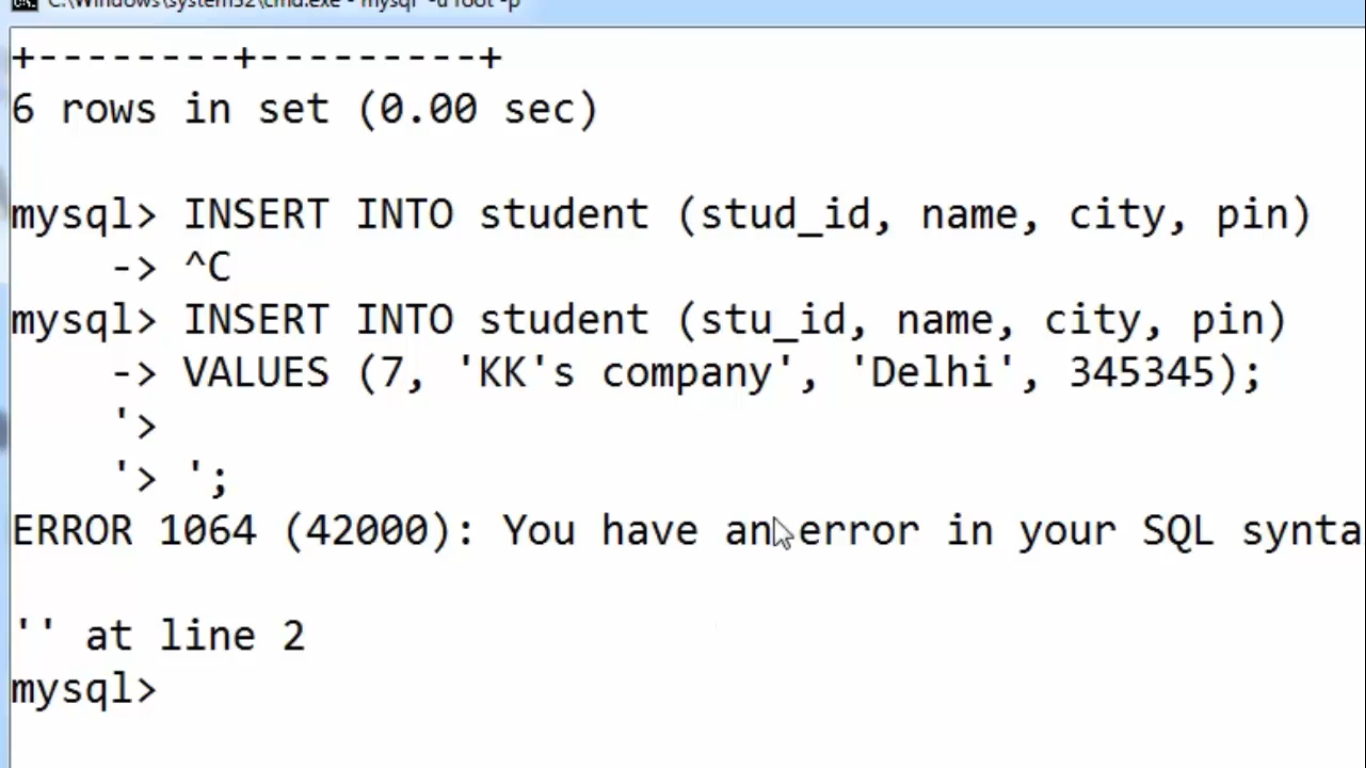 C:\Windows\system32\cmd.exe - mysql -u root -p
+--------+---------+
6 rows in set (0.00 sec)
mysql> INSERT INTO student (stud_id, name, city, pin)
-> ^C
mysql> INSERT INTO student (stu_id, name, city, pin)
-> VALUES (7, 'KK's company', 'Delhi', 345345);
'>
'> ';
ERROR 1064 (42000): You have an error in your SQL synta
'' at line 2
mysql>